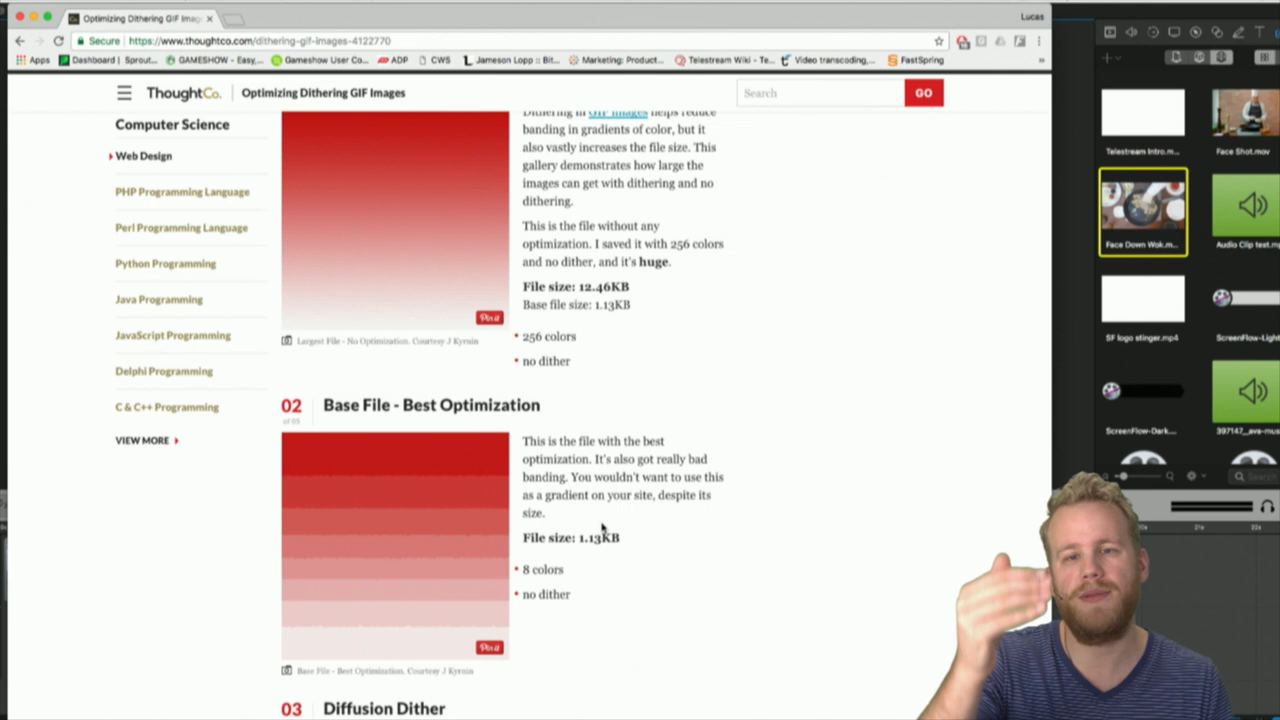 Optimizing Dithering GIF Imag
Lucas
Secure
https://www.thoughtco.com/dithering-gif-images-4122770
Apps
Dashboard | Sprout...
GAMESHOW - Easy,...
Gameshow User Co...
ADP
CWS
Jameson Lopp :: Bit...
Marketing: Product...
Telestream Wiki - Te...
Video transcoding,...
FastSpring
»
ThoughtCo.
Optimizing Dithering GIF Images
Search
GO
Computer Science
Web Design
PHP Programming Language
Perl Programming Language
Python Programming
Java Programming
JavaScript Programming
Delphi Programming
C & C++ Programming
VIEW MORE
Dithering in GIF images helps reduce
banding in gradients of color, but it
also vastly increases the file size. This
gallery demonstrates how large the
images can get with dithering and no
dithering.
This is the file without any
optimization. I saved it with 256 colors
and no dither, and it's huge.
File size: 12.46KB
Base file size: 1.13KB
• 256 colors
• no dither
Pin it
Largest File - No Optimization. Courtesy J Kyrnin
02
of 05
Base File - Best Optimization
This is the file with the best
optimization. It's also got really bad
banding. You wouldn't want to use this
as a gradient on your site, despite its
size.
File size: 1.13KB
• 8 colors
• no dither
Pin it
Base File - Best Optimization. Courtesy J Kyrnin
03
Diffusion Dither
Telestream Intro.m...
Face Shot.mov
Face Down Wok.m...
Audio Clip test.m
SF logo stinger.mp4
ScreenFlow-Light
ScreenFlow-Dark....
397147__ava-mus
Search